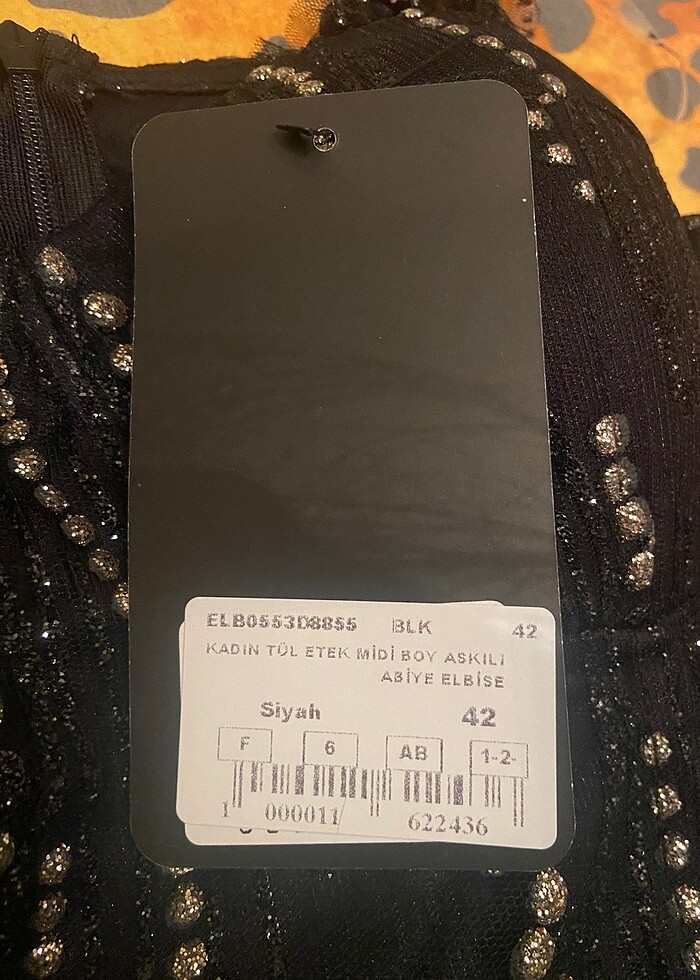 ELB0553D8855 BLK 42
KADIN TÜL ETEK MİDİ BOY ASKILI
ABİYE ELBİSE
Siyah 42
F 6 AB 1-2-
1 000011 622436